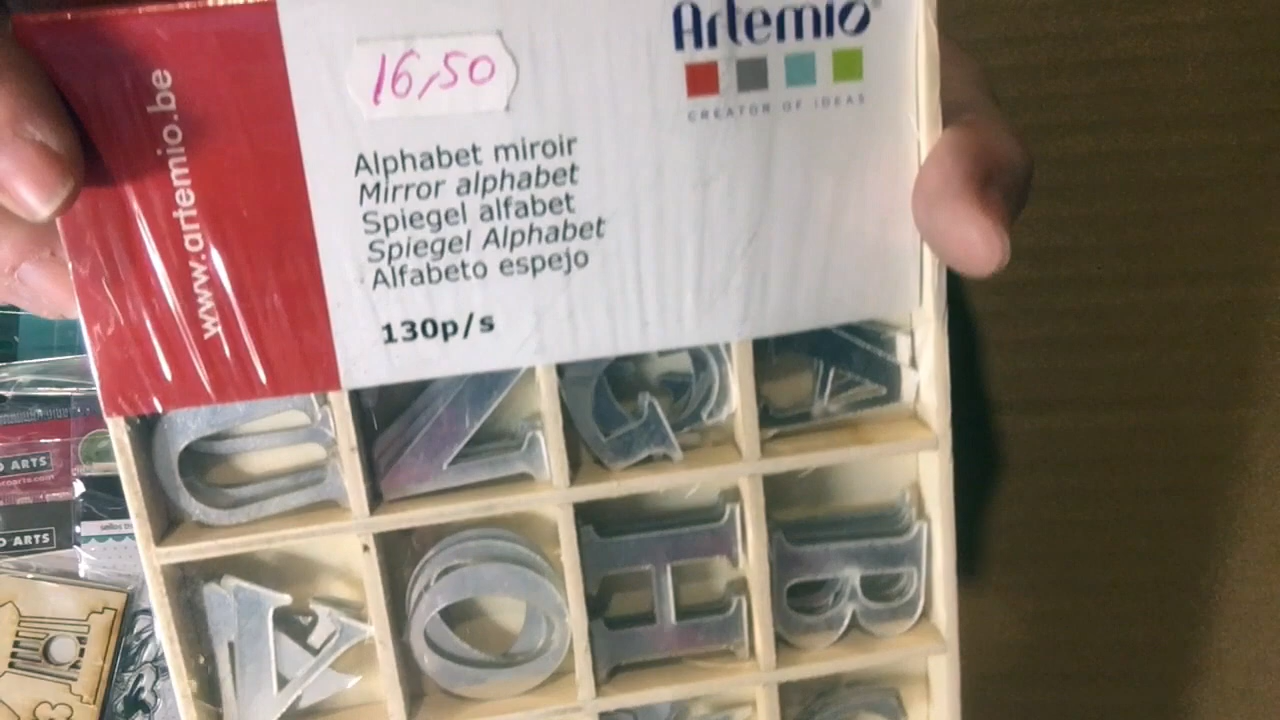 Artemio
CREATOR OF IDEAS
16,50
www.artemio.be
Alphabet miroir
Mirror alphabet
Spiegel alfabet
Spiegel Alphabet
Alfabeto espejo
130p/s
U
G
A
O
H
B
ARTS
ARTS
sellos